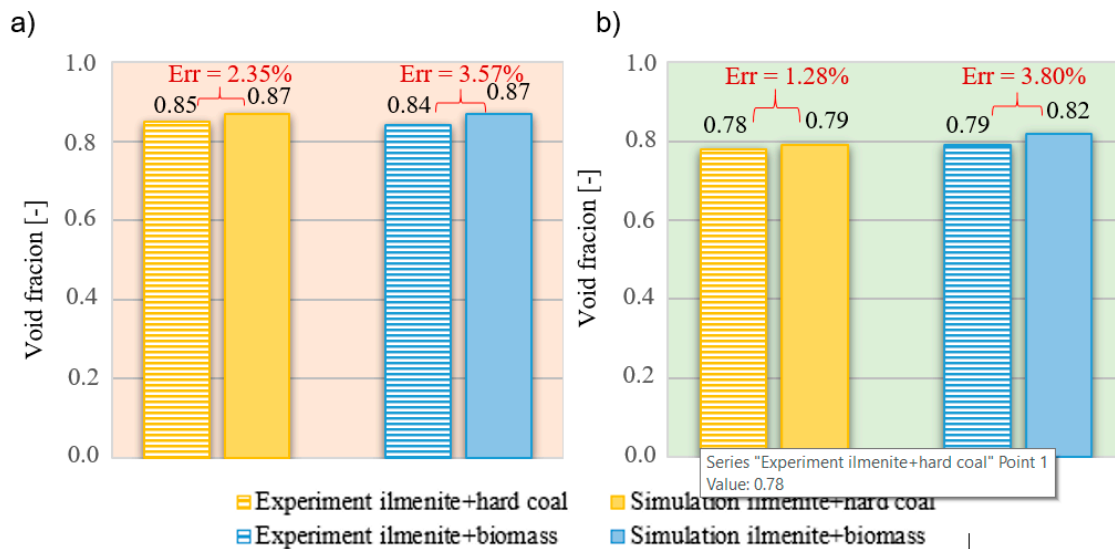 a)
Void fracion [-]
1.0
0.8
0.6
0.4
0.2
0.0
Err = 2.35%
Err = 3.57%
0.85
0.87
0.84
0.87
b)
Void fracion [-]
1.0
0.8
0.6
0.4
0.2
0.0
Err = 1.28%
Err = 3.80%
0.78
0.79
0.79
0.82
Series "Experiment ilmenite+hard coal" Point 1
Value: 0.78
Experiment ilmenite+hard coal
Simulation ilmenite+hard coal
Experiment ilmenite+biomass
Simulation ilmenite+biomass